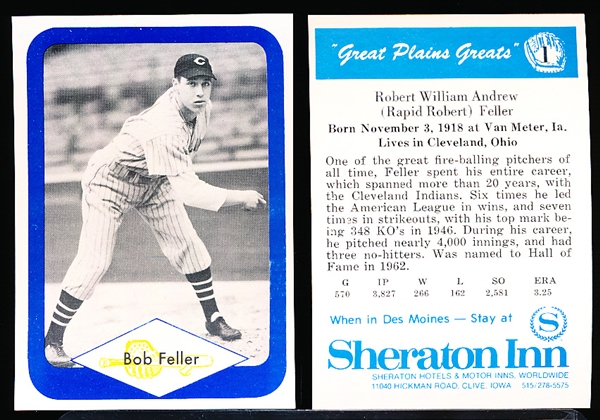 C
Bob Feller
"Great Plains Greats"
1
Robert William Andrew
(Rapid Robert) Feller
Born November 3, 1918 at Van Meter, Ia.
Lives in Cleveland, Ohio
One of the great fire-balling pitchers of
all time, Feller spent his entire career,
which spanned more than 20 years, with
the Cleveland Indians. Six times he led
the American League in wins, and seven
times in strikeouts, with his top mark be-
ing 348 KO's in 1946. During his career,
he pitched nearly 4,000 innings, and had
three no-hitters. Was named to Hall of
Fame in 1962.
G IP W L SO ERA
570 3,827 266 162 2,581 3.25
When in Des Moines — Stay at
S
Sheraton Inn
SHERATON HOTELS & MOTOR INNS, WORLDWIDE
11040 HICKMAN ROAD, CLIVE, IOWA 515/278-5575